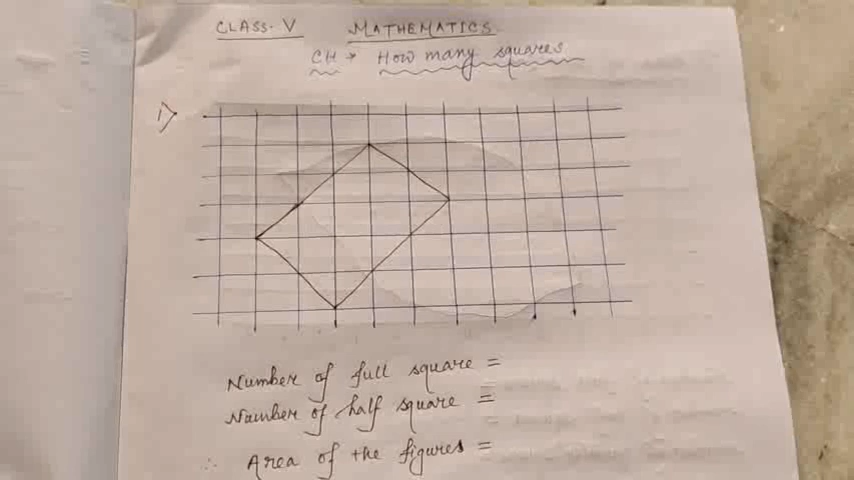 CLASS-V MATHEMATICS
CH → How many squares
1)
Number of full square =
Number of half square =
∴ Area of the figures =